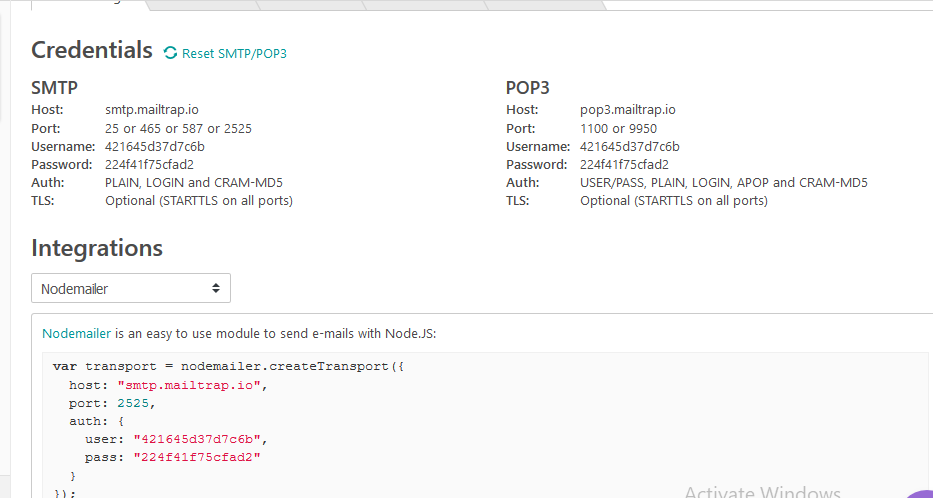 Credentials Reset SMTP/POP3
SMTP
Host: smtp.mailtrap.io
Port: 25 or 465 or 587 or 2525
Username: 421645d37d7c6b
Password: 224f41f75cfad2
Auth: PLAIN, LOGIN and CRAM-MD5
TLS: Optional (STARTTLS on all ports)
POP3
Host: pop3.mailtrap.io
Port: 1100 or 9950
Username: 421645d37d7c6b
Password: 224f41f75cfad2
Auth: USER/PASS, PLAIN, LOGIN, APOP and CRAM-MD5
TLS: Optional (STARTTLS on all ports)
Integrations
Nodemailer
Nodemailer is an easy to use module to send e-mails with Node.JS:
var transport = nodemailer.createTransport({
  host: "smtp.mailtrap.io",
  port: 2525,
  auth: {
    user: "421645d37d7c6b",
    pass: "224f41f75cfad2"
  }
});
Activate Windows